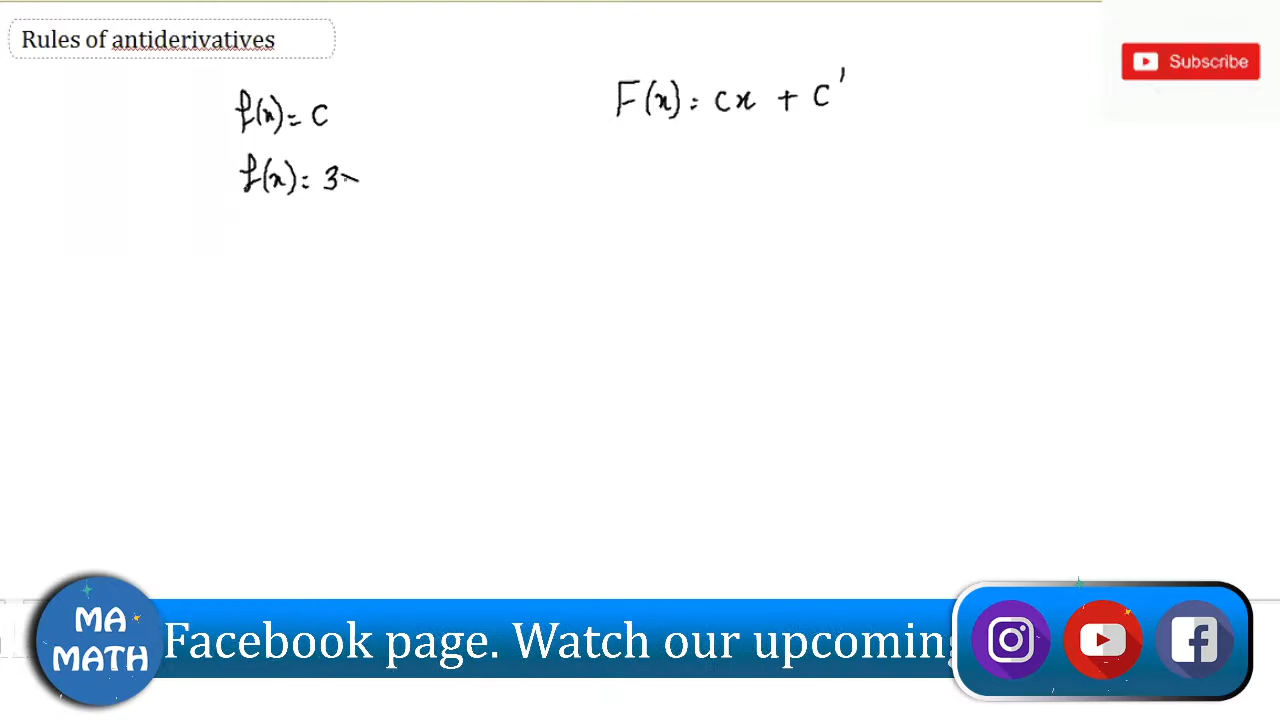 Rules of antiderivatives
Subscribe
f(x) = c
F(x) = cx + c'
f(x) = 3
MA
MATH
Facebook page. Watch our upcoming